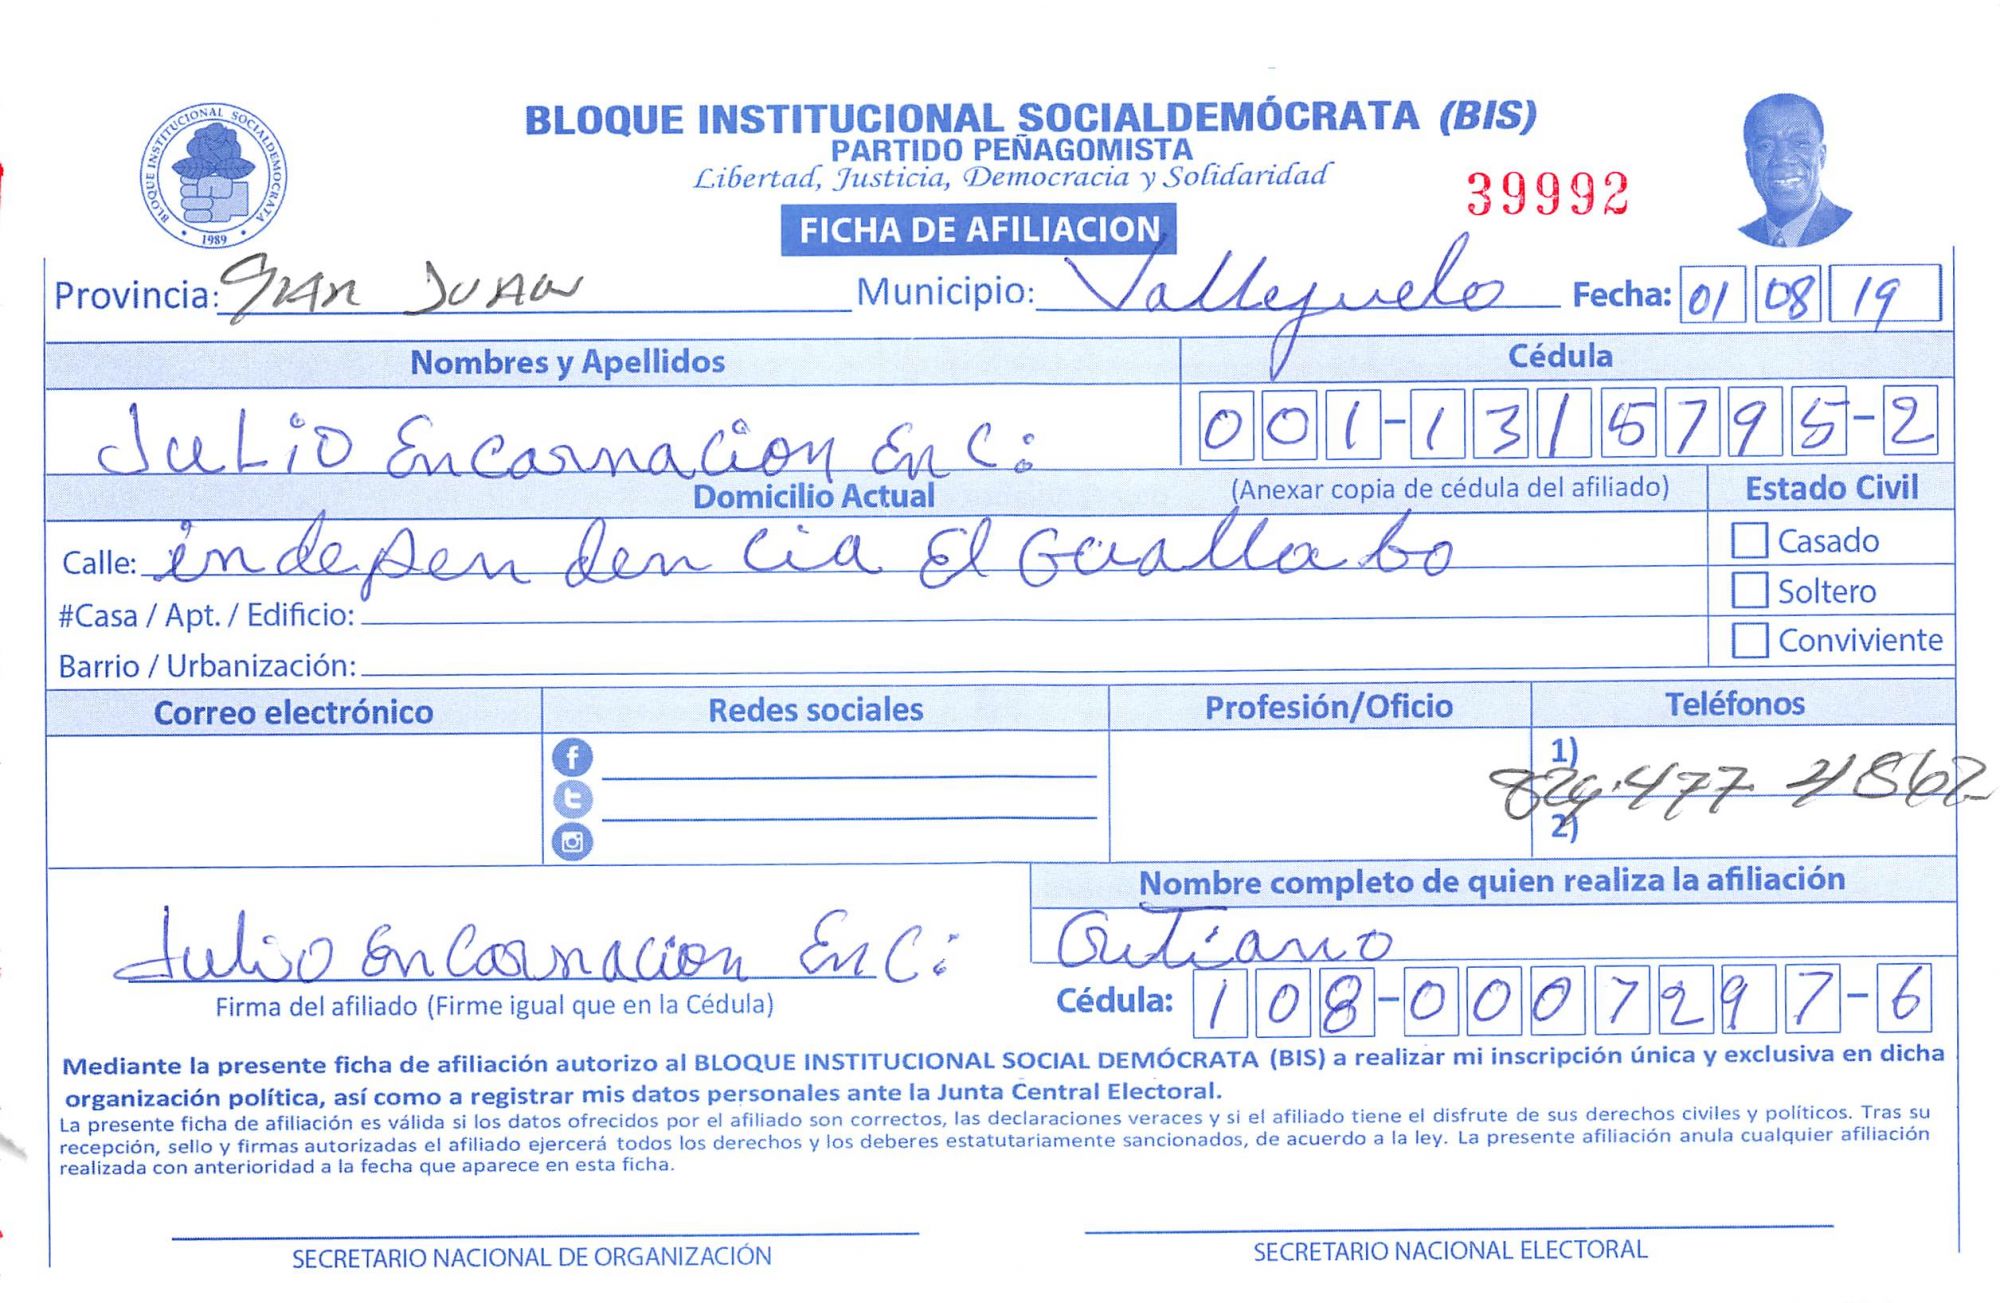 BLOQUE INSTITUCIONAL SOCIALDEMÓCRATA
1989
BLOQUE INSTITUCIONAL SOCIALDEMÓCRATA (BIS)
PARTIDO PEÑAGOMISTA
Libertad, Justicia, Democracia y Solidaridad
39992
FICHA DE AFILIACION
Provincia: San Juan Municipio: Vallejuelo Fecha: 01 08 19
Nombres y Apellidos Cédula
Julio Encarnacion Enc: 001-1315795-2
Domicilio Actual (Anexar copia de cédula del afiliado) Estado Civil
Calle: independencia El Guallabo Casado
#Casa / Apt. / Edificio: Soltero
Barrio / Urbanización: Conviviente
Correo electrónico Redes sociales Profesión/Oficio Teléfonos
1) 829.477.4862
2)
Nombre completo de quien realiza la afiliación
Julio Encarnacion Enc:
Firma del afiliado (Firme igual que en la Cédula) Cédula: 108-0007297-6
Mediante la presente ficha de afiliación autorizo al BLOQUE INSTITUCIONAL SOCIAL DEMÓCRATA (BIS) a realizar mi inscripción única y exclusiva en dicha
organización política, así como a registrar mis datos personales ante la Junta Central Electoral.
La presente ficha de afiliación es válida si los datos ofrecidos por el afiliado son correctos, las declaraciones veraces y si el afiliado tiene el disfrute de sus derechos civiles y políticos. Tras su
recepción, sello y firmas autorizadas el afiliado ejercerá todos los derechos y los deberes estatutariamente sancionados, de acuerdo a la ley. La presente afiliación anula cualquier afiliación
realizada con anterioridad a la fecha que aparece en esta ficha.
SECRETARIO NACIONAL DE ORGANIZACIÓN SECRETARIO NACIONAL ELECTORAL